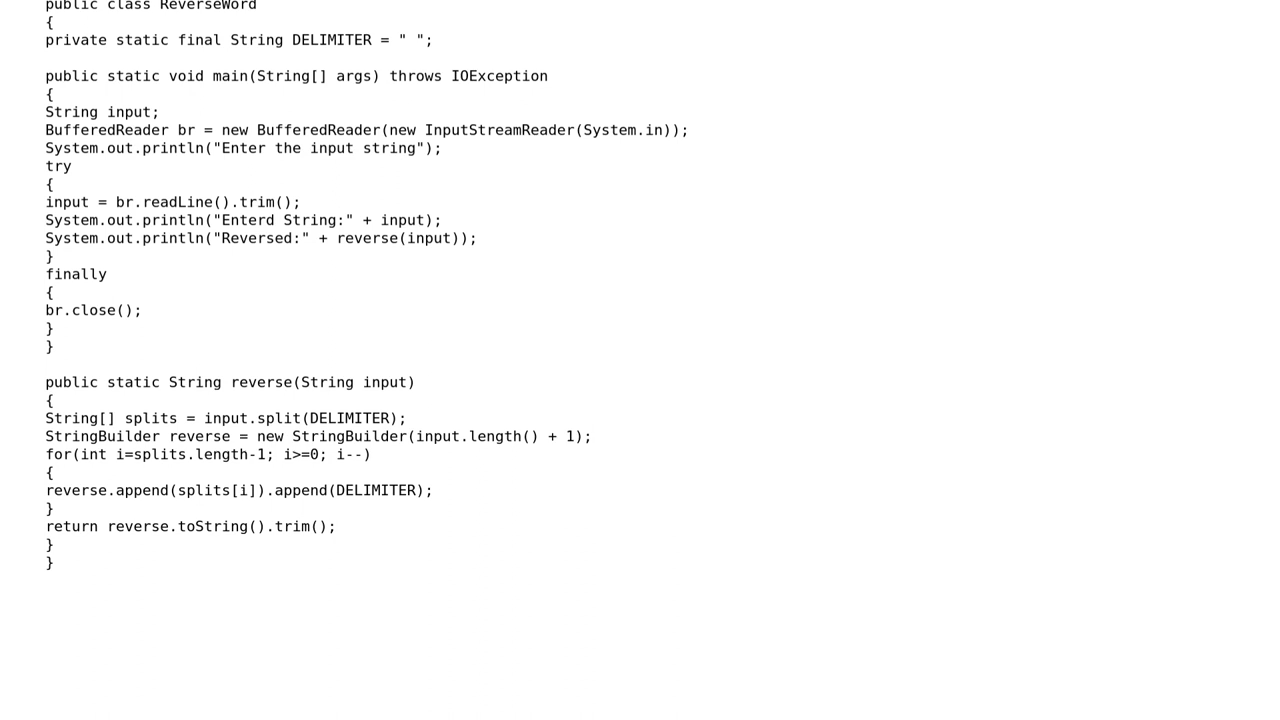 public class ReverseWord
{
private static final String DELIMITER = " ";
public static void main(String[] args) throws IOException
{
String input;
BufferedReader br = new BufferedReader(new InputStreamReader(System.in));
System.out.println("Enter the input string");
try
{
input = br.readLine().trim();
System.out.println("Enterd String:" + input);
System.out.println("Reversed:" + reverse(input));
}
finally
{
br.close();
}
}
public static String reverse(String input)
{
String[] splits = input.split(DELIMITER);
StringBuilder reverse = new StringBuilder(input.length() + 1);
for(int i=splits.length-1; i>=0; i--)
{
reverse.append(splits[i]).append(DELIMITER);
}
return reverse.toString().trim();
}
}